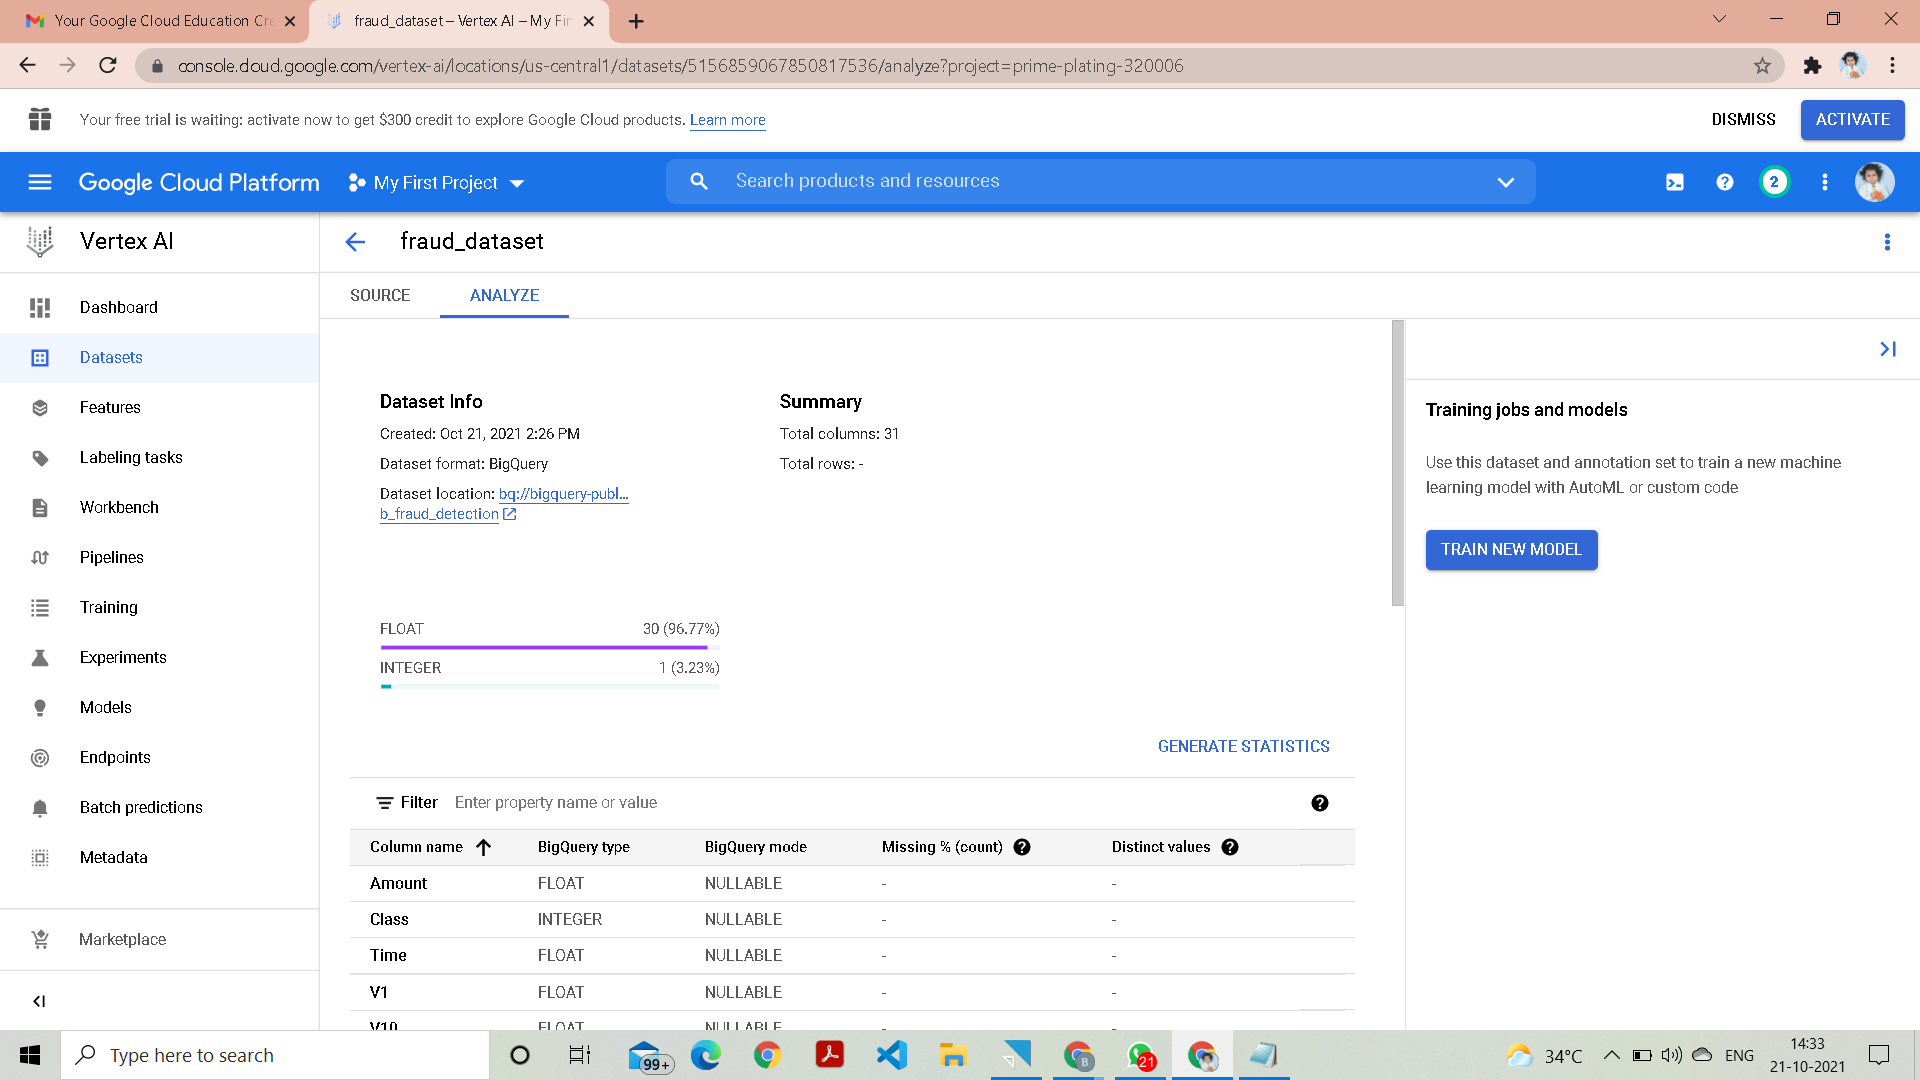 Your Google Cloud Education Cre
fraud_dataset – Vertex AI – My Fir
console.cloud.google.com/vertex-ai/locations/us-central1/datasets/5156859067850817536/analyze?project=prime-plating-320006
Your free trial is waiting: activate now to get $300 credit to explore Google Cloud products. Learn more
DISMISS
ACTIVATE
Google Cloud Platform
My First Project
Search products and resources
2
Vertex AI
fraud_dataset
SOURCE
ANALYZE
Dashboard
Datasets
Features
Labeling tasks
Workbench
Pipelines
Training
Experiments
Models
Endpoints
Batch predictions
Metadata
Marketplace
Dataset Info
Created: Oct 21, 2021 2:26 PM
Dataset format: BigQuery
Dataset location: bq://bigquery-publ...
b_fraud_detection
Summary
Total columns: 31
Total rows: -
FLOAT 30 (96.77%)
INTEGER 1 (3.23%)
GENERATE STATISTICS
Filter Enter property name or value
Column name BigQuery type BigQuery mode Missing % (count) Distinct values
Amount FLOAT NULLABLE - -
Class INTEGER NULLABLE - -
Time FLOAT NULLABLE - -
V1 FLOAT NULLABLE - -
V10 FLOAT NULLABLE - -
Training jobs and models
Use this dataset and annotation set to train a new machine
learning model with AutoML or custom code
TRAIN NEW MODEL
Type here to search
99+
B
21
34°C
ENG
14:33
21-10-2021